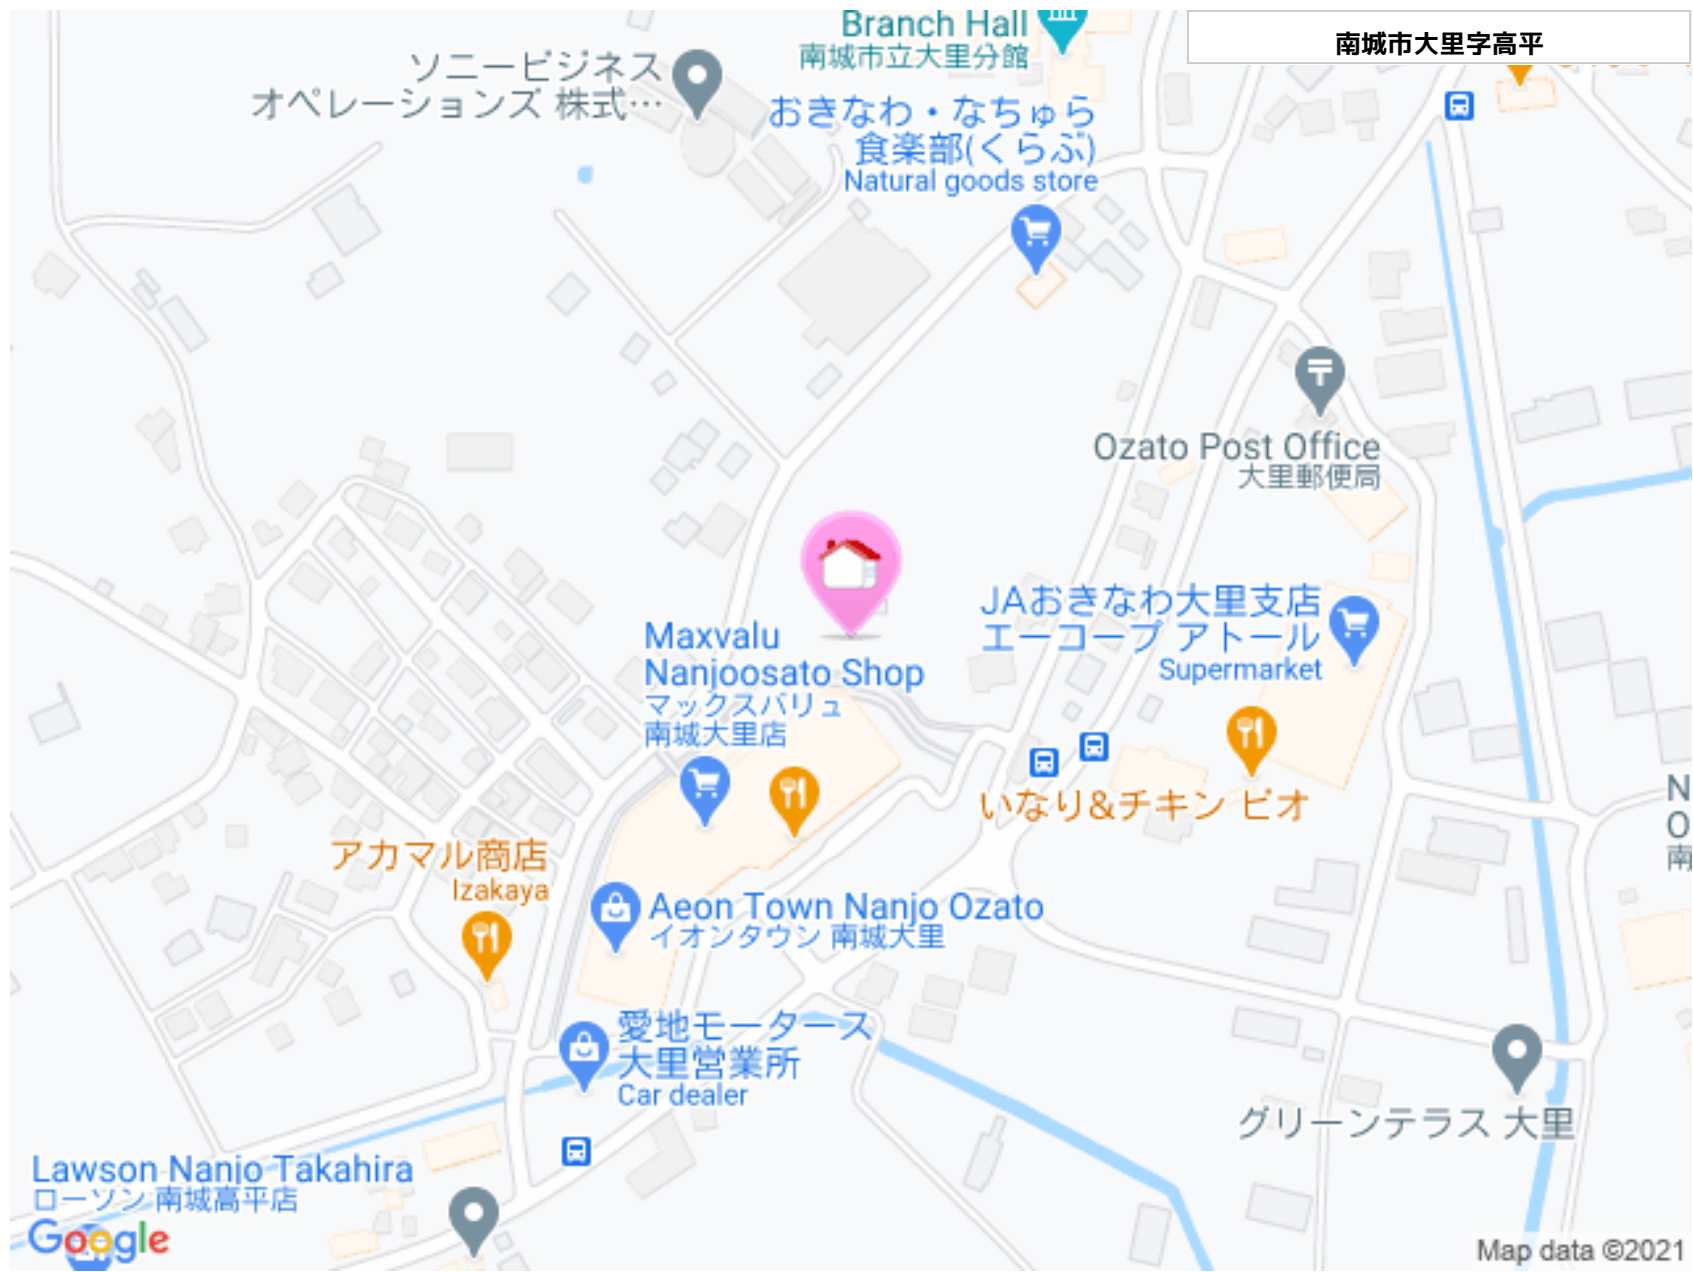 Branch Hall
南城市立大里分館
南城市大里字高平
ソニービジネス
オペレーションズ 株式…
おきなわ・なちゅら
食楽部(くらぶ)
Natural goods store
Ozato Post Office
大里郵便局
JAおきなわ大里支店
エーコープ アトール
Supermarket
Maxvalu
Nanjoosato Shop
マックスバリュ
南城大里店
いなり&チキン ビオ
アカマル商店
Izakaya
Aeon Town Nanjo Ozato
イオンタウン 南城大里
愛地モータース
大里営業所
Car dealer
グリーンテラス 大里
Lawson Nanjo Takahira
ローソン 南城高平店
Google
Map data ©2021
N
O
南